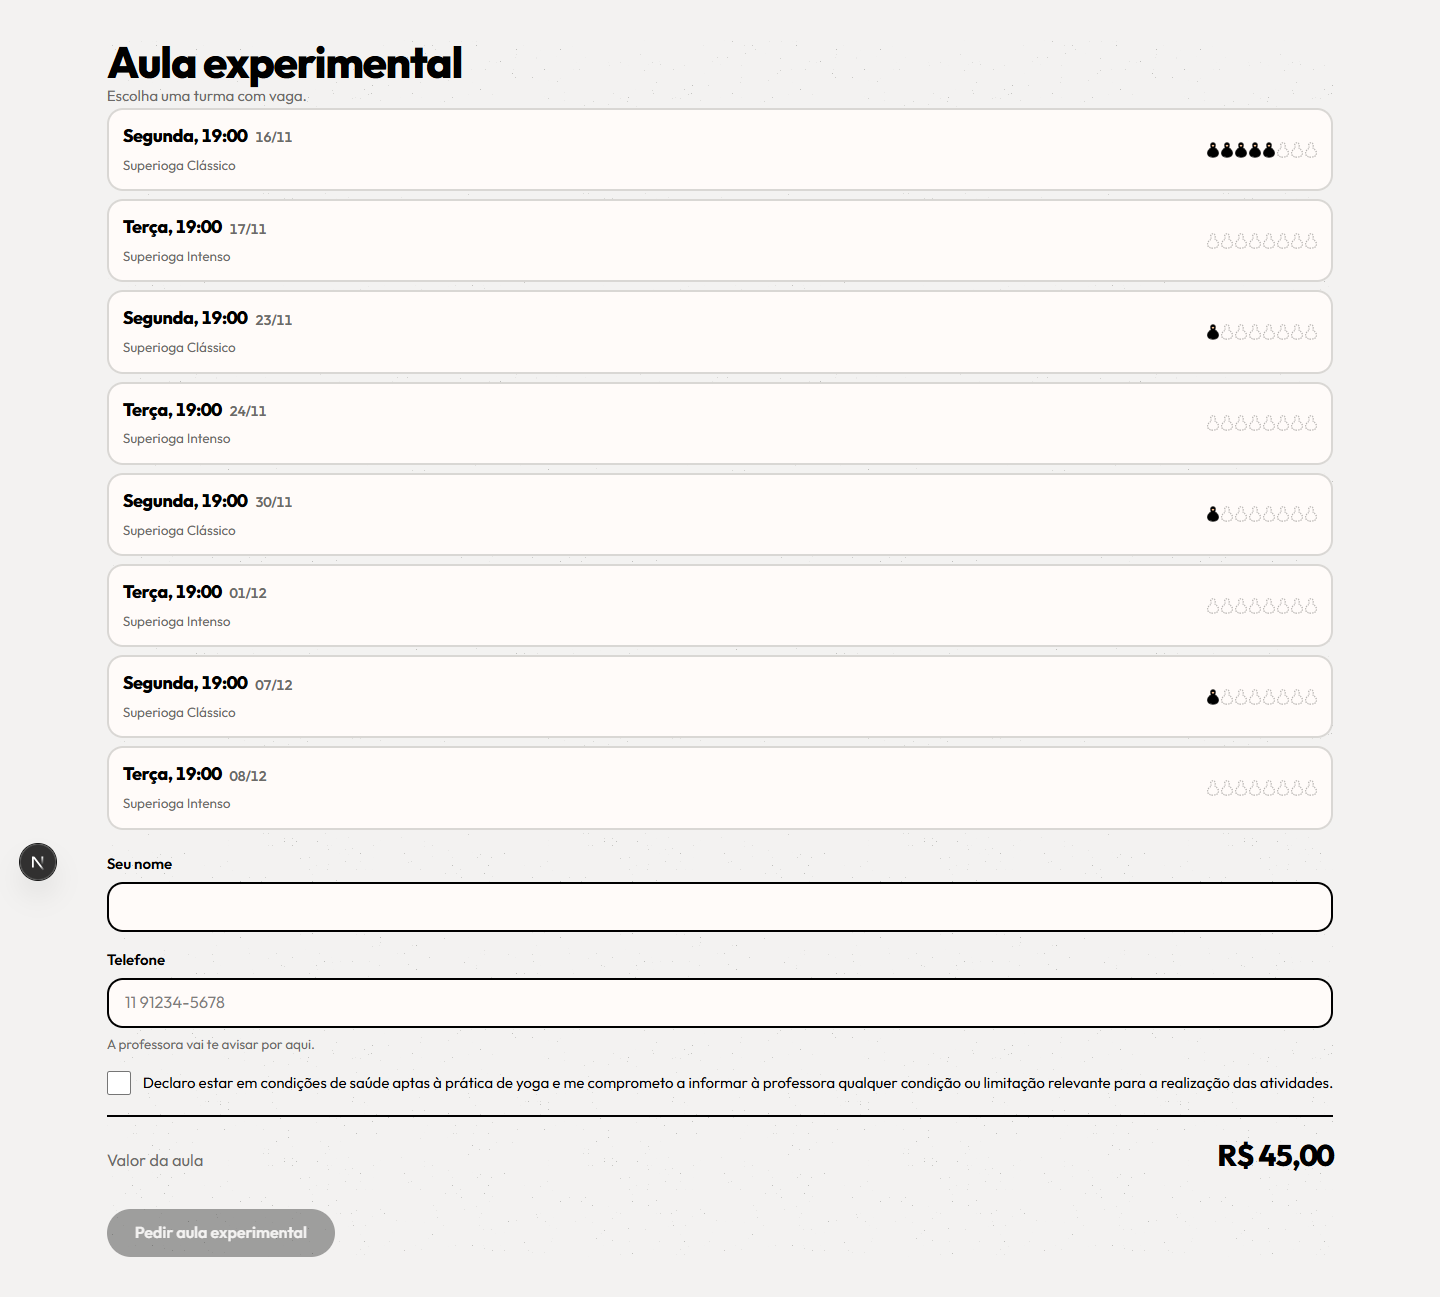 Aula experimental
Escolha uma turma com vaga.
Segunda, 19:00 16/11
Superioga Clássico
Terça, 19:00 17/11
Superioga Intenso
Segunda, 19:00 23/11
Superioga Clássico
Terça, 19:00 24/11
Superioga Intenso
Segunda, 19:00 30/11
Superioga Clássico
Terça, 19:00 01/12
Superioga Intenso
Segunda, 19:00 07/12
Superioga Clássico
Terça, 19:00 08/12
Superioga Intenso
N
Seu nome
Telefone
11 91234-5678
A professora vai te avisar por aqui.
Declaro estar em condições de saúde aptas à prática de yoga e me comprometo a informar à professora qualquer condição ou limitação relevante para a realização das atividades.
Valor da aula R$ 45,00
Pedir aula experimental